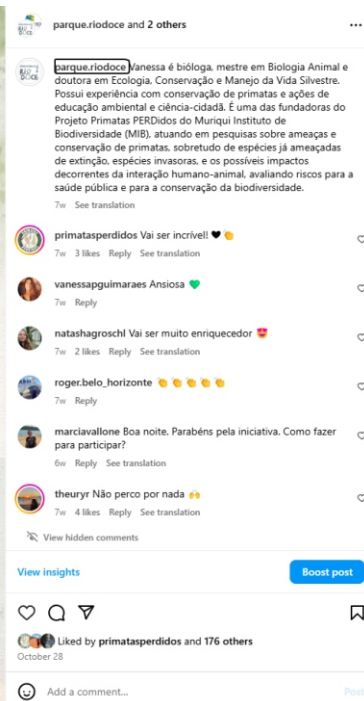 parque.riodoce and 2 others
parque.riodoce Vanessa é bióloga, mestre em Biologia Animal e
doutora em Ecologia, Conservação e Manejo da Vida Silvestre.
Possui experiência com conservação de primatas e ações de
educação ambiental e ciência-cidadã. É uma das fundadoras do
Projeto Primatas PERDidos do Muriqui Instituto de
Biodiversidade (MIB), atuando em pesquisas sobre ameaças e
conservação de primatas, sobretudo de espécies já ameaçadas
de extinção, espécies invasoras, e os possíveis impactos
decorrentes da interação humano-animal, avaliando riscos para a
saúde pública e para a conservação da biodiversidade.
7w See translation
primatasperdidos Vai ser incrível! 🖤👏
7w 3 likes Reply See translation
vanessapguimaraes Ansiosa 💚
7w Reply
natashagroschl Vai ser muito enriquecedor 😍
7w 2 likes Reply See translation
roger.belo_horizonte 👏👏👏👏👏
7w Reply
marciavallone Boa noite. Parabéns pela iniciativa. Como fazer
para participar?
6w Reply See translation
theuryr Não perco por nada 🙌
7w 4 likes Reply See translation
View hidden comments
View insights
Boost post
Liked by primatasperdidos and 176 others
October 28
Add a comment...
Post